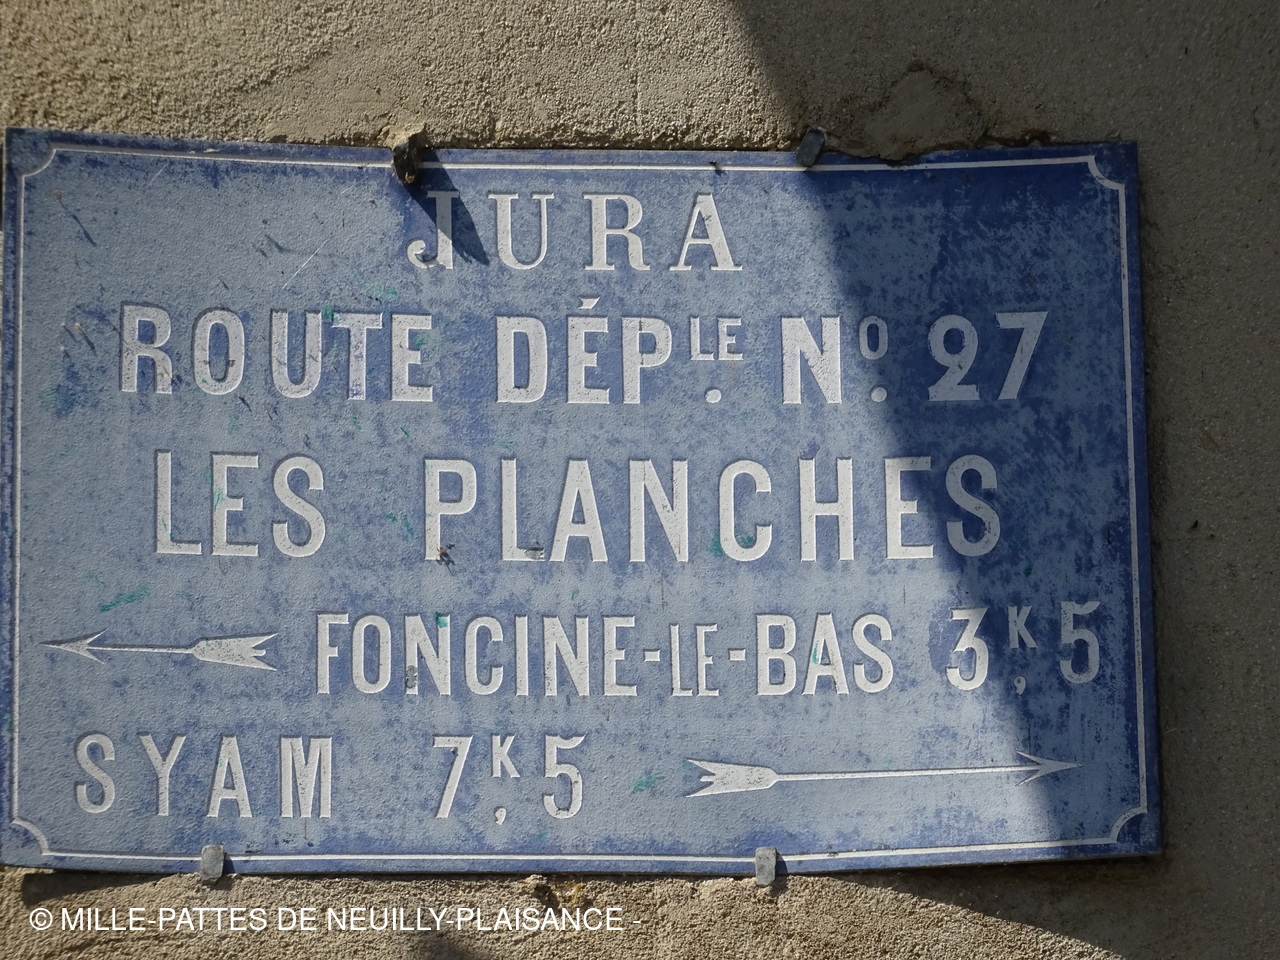 JURA
ROUTE DÉPLE. NO. 27
LES PLANCHES
FONCINE-LE-BAS 3K,5
SYAM 7K,5
© MILLE-PATTES DE NEUILLY-PLAISANCE -